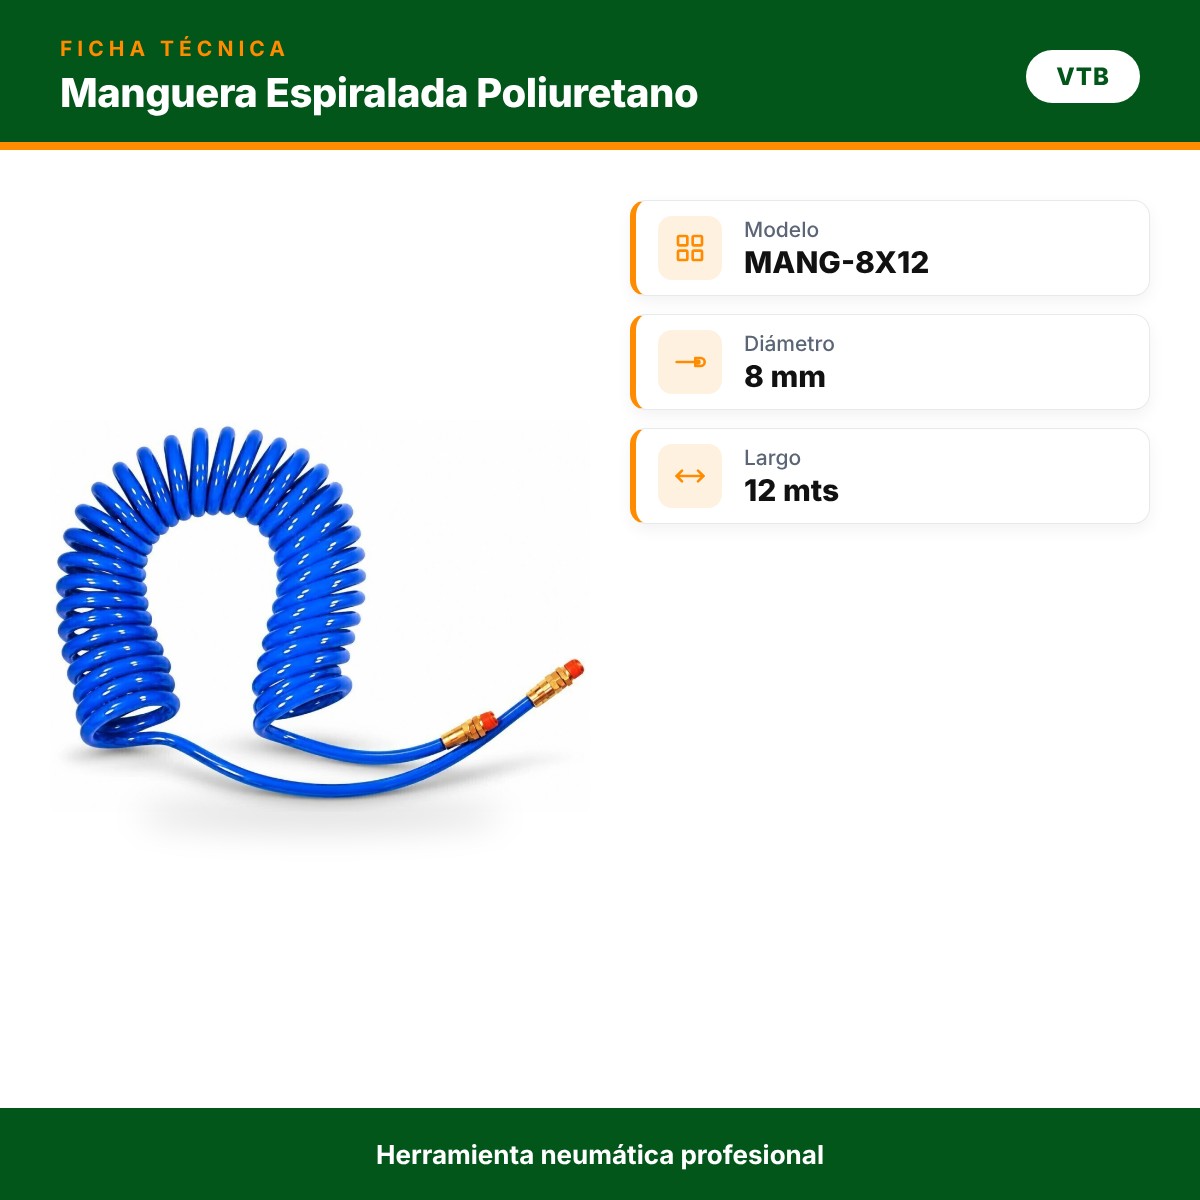 FICHA TÉCNICA
Manguera Espiralada Poliuretano
VTB
Modelo
MANG-8X12
Diámetro
8 mm
Largo
12 mts
Herramienta neumática profesional